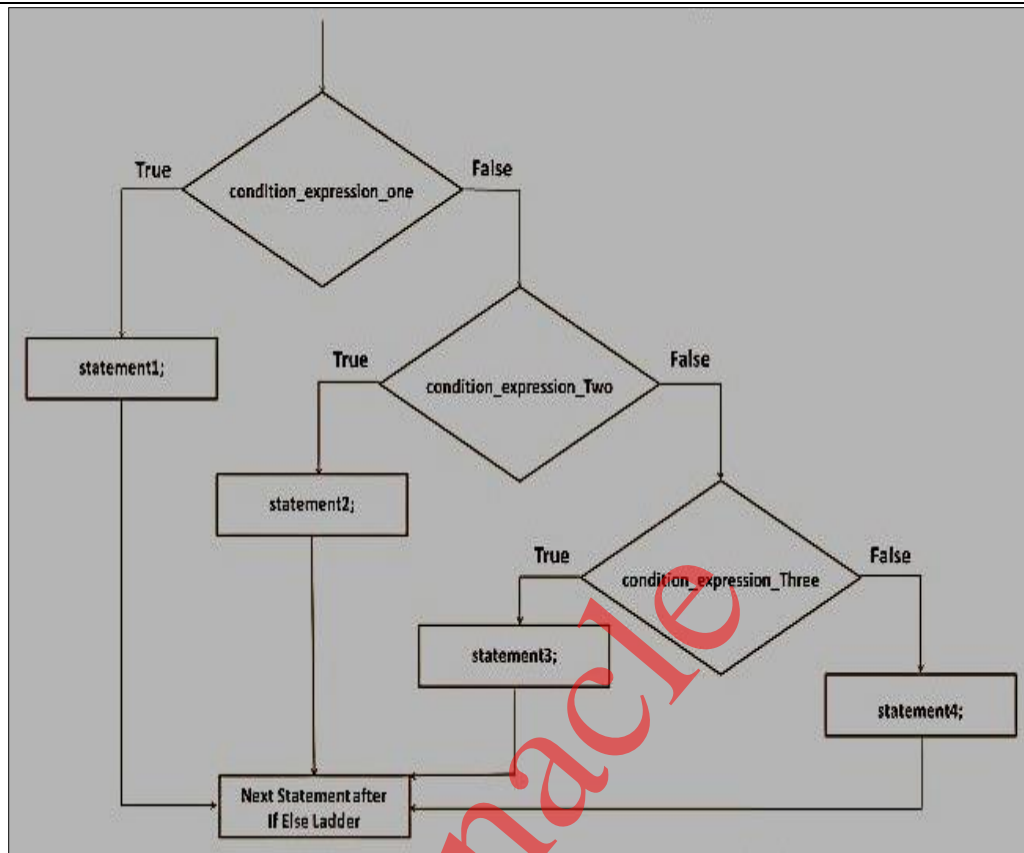 True
False
condition_expression_one
statement1;
True
False
condition_expression_Two
statement2;
True
False
condition_expression_Three
statement3;
statement4;
Next Statement after
If Else Ladder
nacle